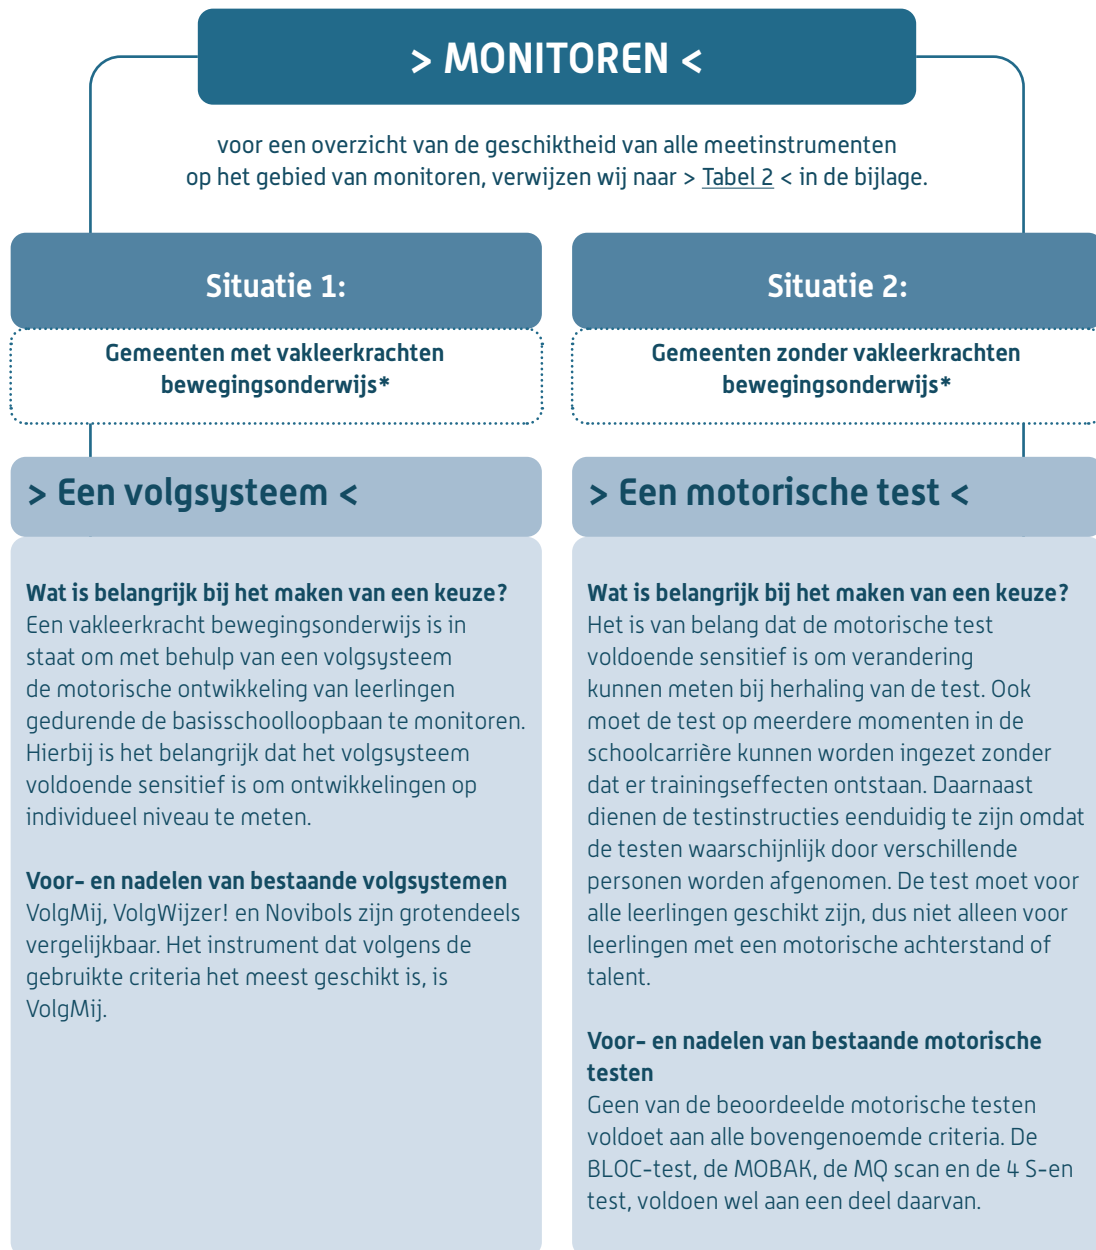 > MONITOREN <
voor een overzicht van de geschiktheid van alle meetinstrumenten
op het gebied van monitoren, verwijzen wij naar > Tabel 2 < in de bijlage.
Situatie 1:
Gemeenten met vakleerkrachten
bewegingsonderwijs*
> Een volgsysteem <
Wat is belangrijk bij het maken van een keuze?
Een vakleerkracht bewegingsonderwijs is in
staat om met behulp van een volgsysteem
de motorische ontwikkeling van leerlingen
gedurende de basisschoolloopbaan te monitoren.
Hierbij is het belangrijk dat het volgsysteem
voldoende sensitief is om ontwikkelingen op
individueel niveau te meten.
Voor- en nadelen van bestaande volgsystemen
VolgMij, VolgWijzer! en Novibols zijn grotendeels
vergelijkbaar. Het instrument dat volgens de
gebruikte criteria het meest geschikt is, is
VolgMij.
Situatie 2:
Gemeenten zonder vakleerkrachten
bewegingsonderwijs*
> Een motorische test <
Wat is belangrijk bij het maken van een keuze?
Het is van belang dat de motorische test
voldoende sensitief is om verandering
kunnen meten bij herhaling van de test. Ook
moet de test op meerdere momenten in de
schoolcarrière kunnen worden ingezet zonder
dat er trainingseffecten ontstaan. Daarnaast
dienen de testinstructies eenduidig te zijn omdat
de testen waarschijnlijk door verschillende
personen worden afgenomen. De test moet voor
alle leerlingen geschikt zijn, dus niet alleen voor
leerlingen met een motorische achterstand of
talent.
Voor- en nadelen van bestaande motorische
testen
Geen van de beoordeelde motorische testen
voldoet aan alle bovengenoemde criteria. De
BLOC-test, de MOBAK, de MQ scan en de 4 S-en
test, voldoen wel aan een deel daarvan.